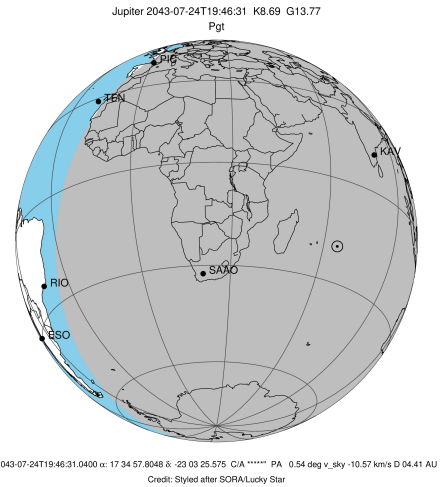 Jupiter 2043-07-24T19:46:31 K8.69 G13.77
Pgt
PIC
TEN
KAV
SAAO
RIO
ESO
043-07-24T19:46:31.0400 α: 17 34 57.8048 δ: -23 03 25.575 C/A *****" PA 0.54 deg v_sky -10.57 km/s D 04.41 AU
Credit: Styled after SORA/Lucky Star